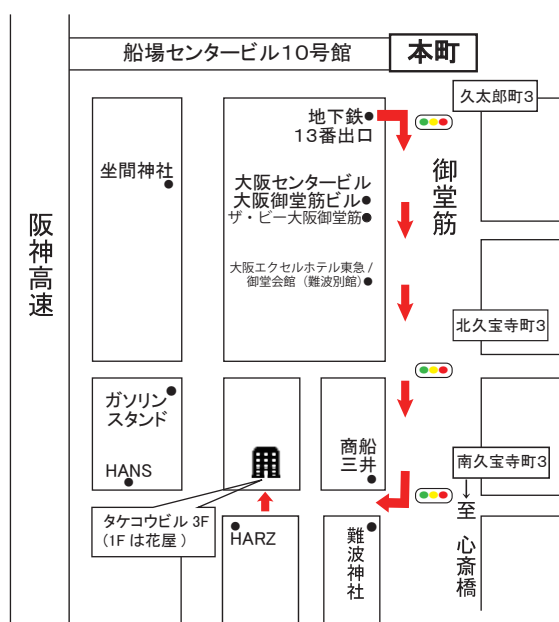 船場センタービル10号館
本町
久太郎町3
地下鉄
13番出口
坐間神社
御堂筋
大阪センタービル
大阪御堂筋ビル
ザ・ビー大阪御堂筋
阪神高速
大阪エクセルホテル東急/
御堂会館(難波別館)
北久宝寺町3
ガソリン
スタンド
商船
三井
HANS
南久宝寺町3
タケコウビル 3F
(1F は花屋)
HARZ
難波神社
→至 心斎橋